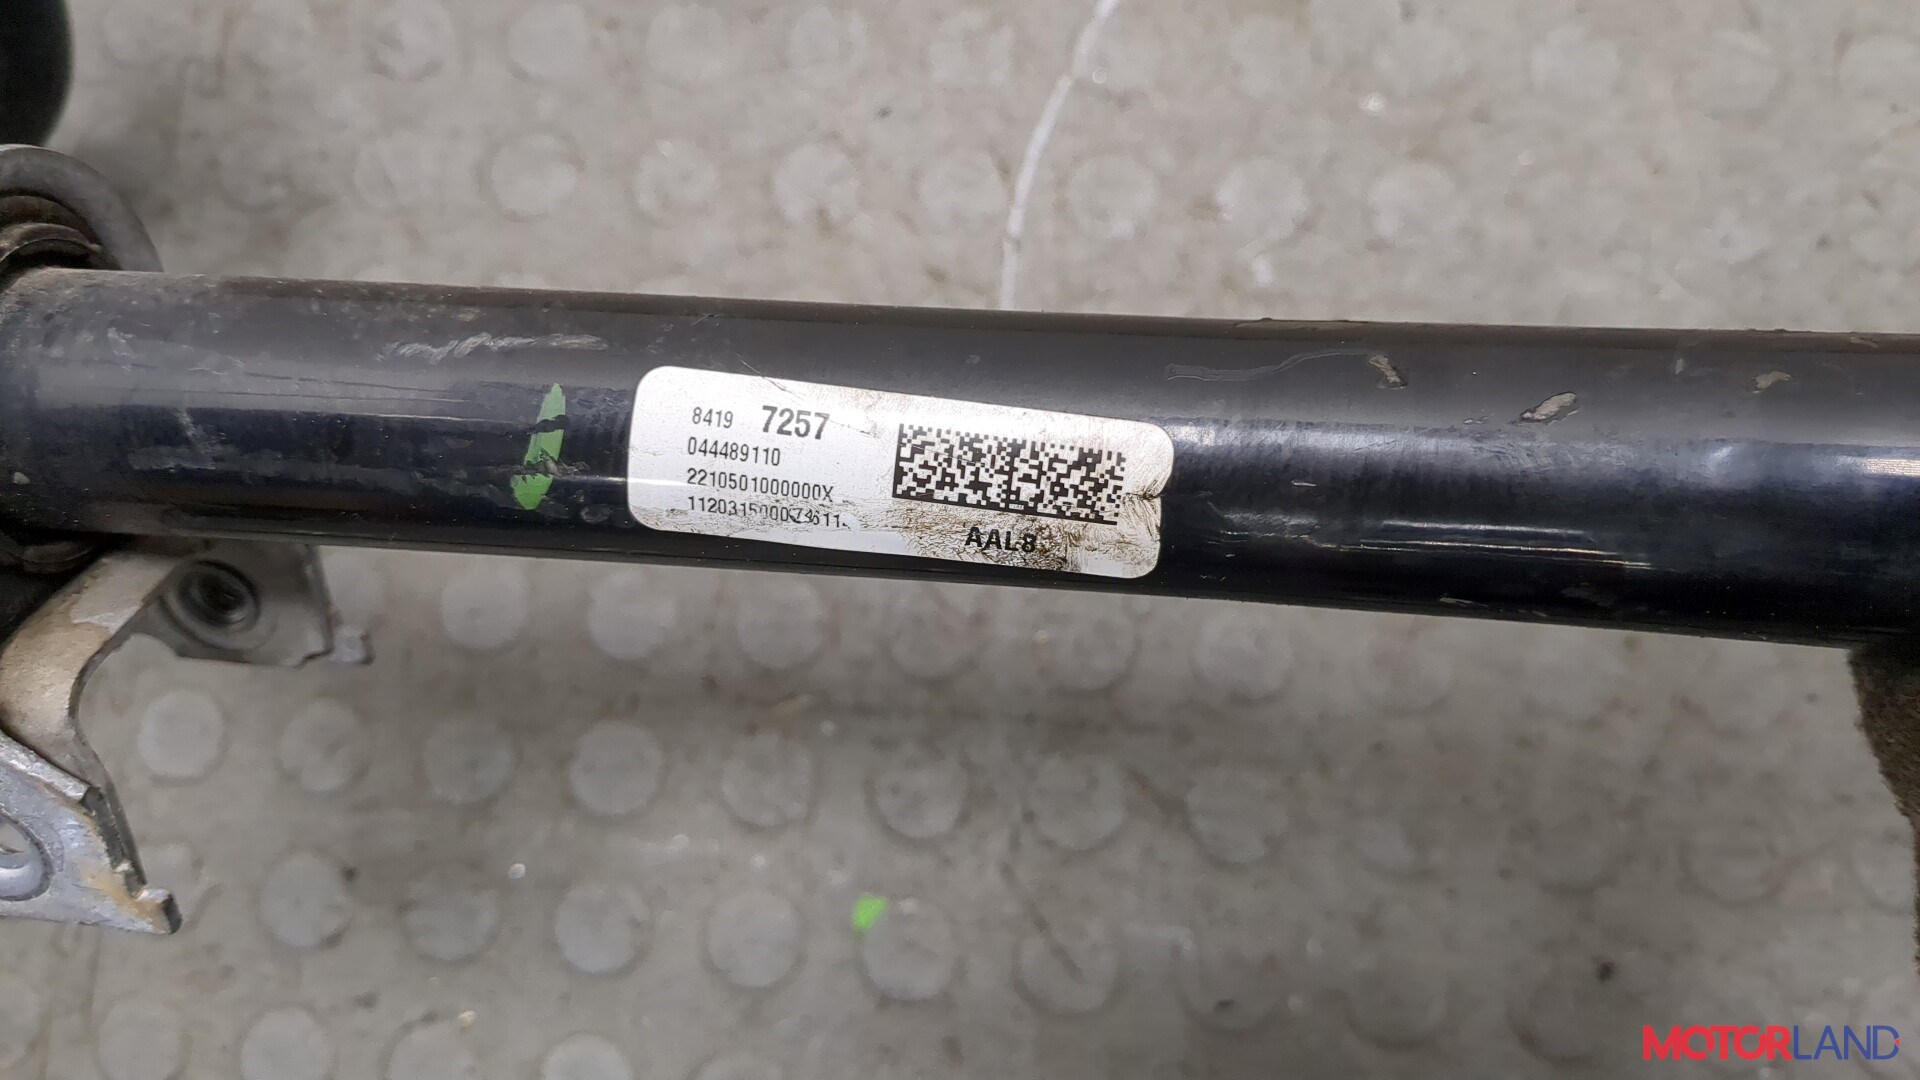 8419 7257
044489110
2210501000000X
AAL8
MOTORLAND